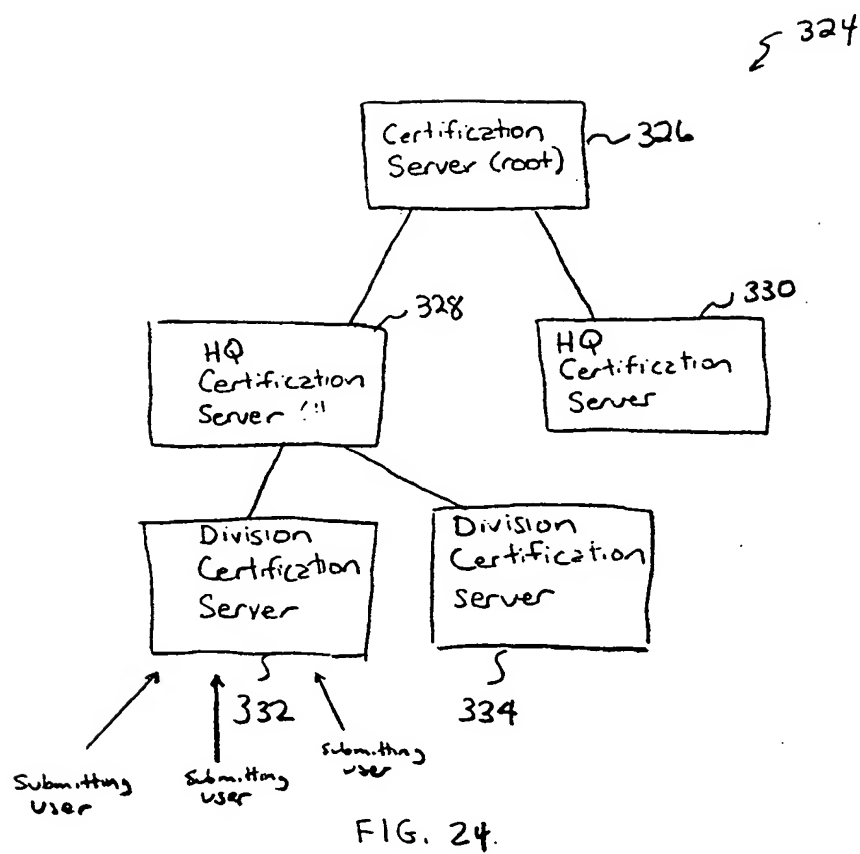 324
Certification
Server (root)
326
328
330
HQ
Certification
Server
HQ
Certification
Server
Division
Certification
Server
Division
Certification
Server
332
334
Submitting
user
Submitting
user
Submitting
user
FIG. 24.